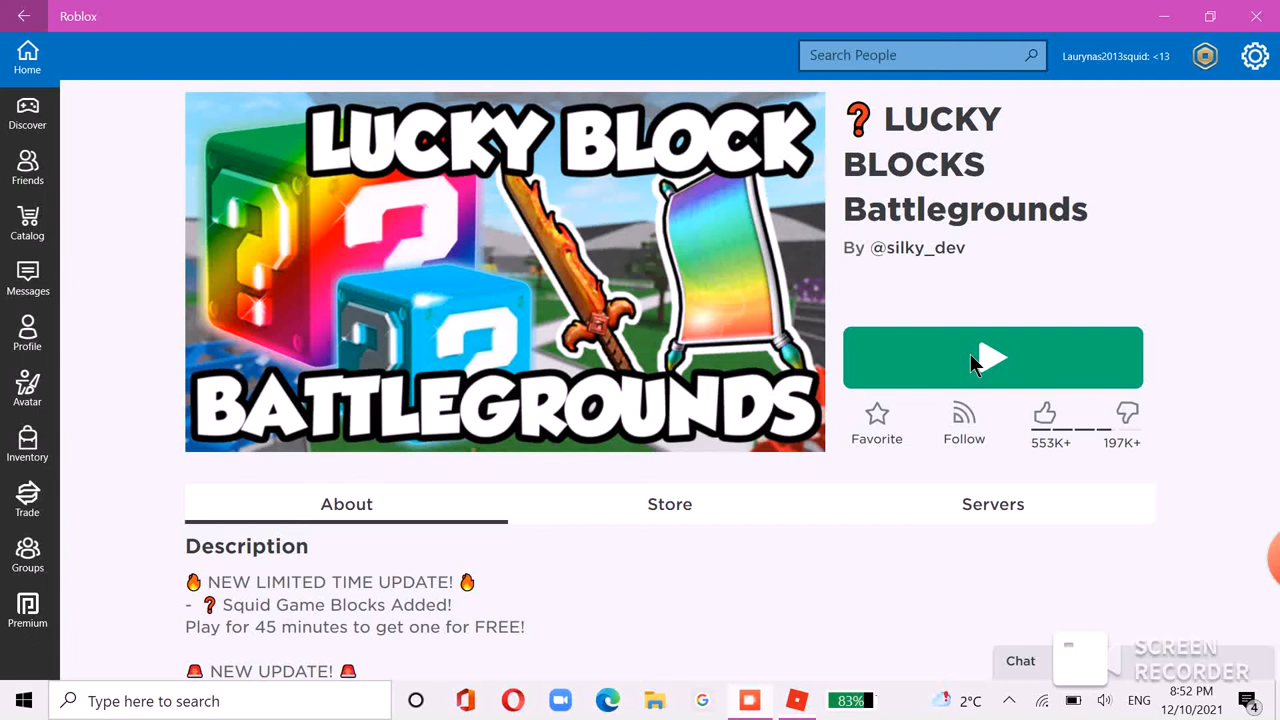 Roblox
Home
Search People
Laurynas2013squid: <13
Discover
Friends
Catalog
Messages
Profile
Avatar
Inventory
Trade
Groups
Premium
LUCKY BLOCK
BATTLEGROUNDS
❓ LUCKY
BLOCKS
Battlegrounds
By @silky_dev
Favorite
Follow
553K+
197K+
About
Store
Servers
Description
🔥 NEW LIMITED TIME UPDATE! 🔥
- ❓ Squid Game Blocks Added!
Play for 45 minutes to get one for FREE!
🚨 NEW UPDATE! 🚨
Chat
SCREEN
RECORDER
Type here to search
83%
2°C
ENG
8:52 PM
12/10/2021
4